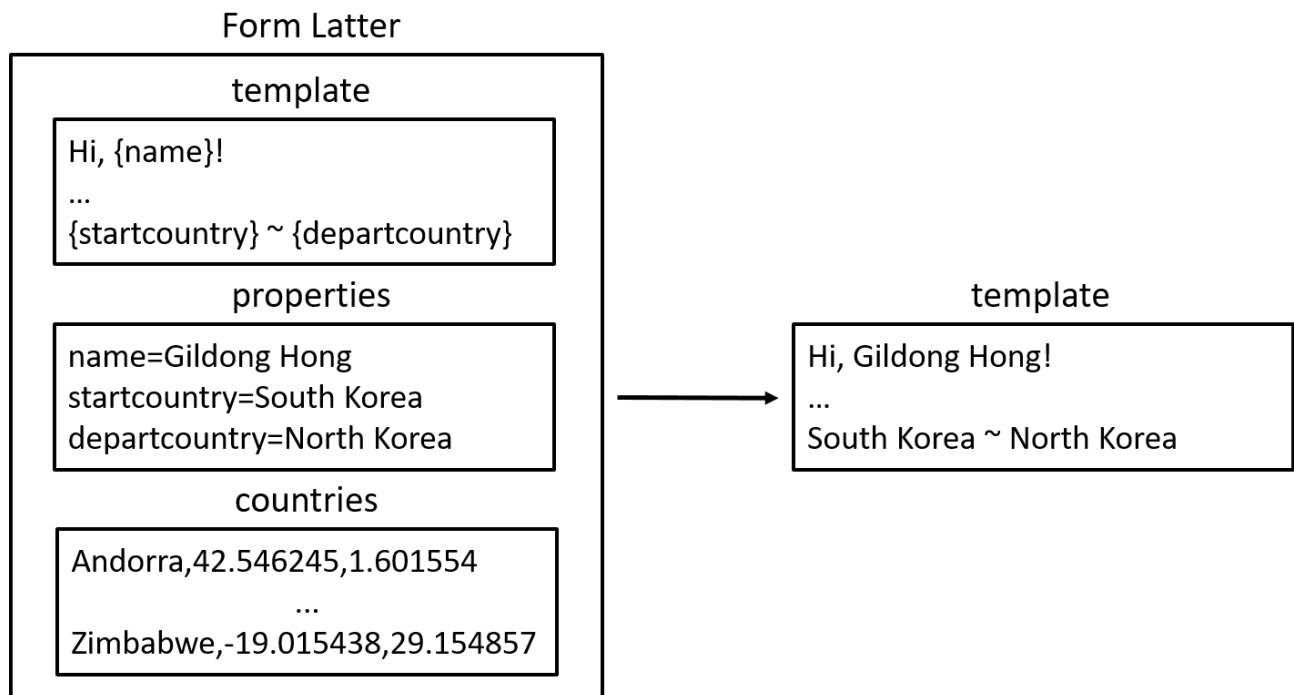 Form Latter
template
Hi, {name}!
...
{startcountry} ~ {departcountry}
properties
name=Gildong Hong
startcountry=South Korea
departcountry=North Korea
countries
Andorra,42.546245,1.601554
...
Zimbabwe,-19.015438,29.154857
template
Hi, Gildong Hong!
...
South Korea ~ North Korea